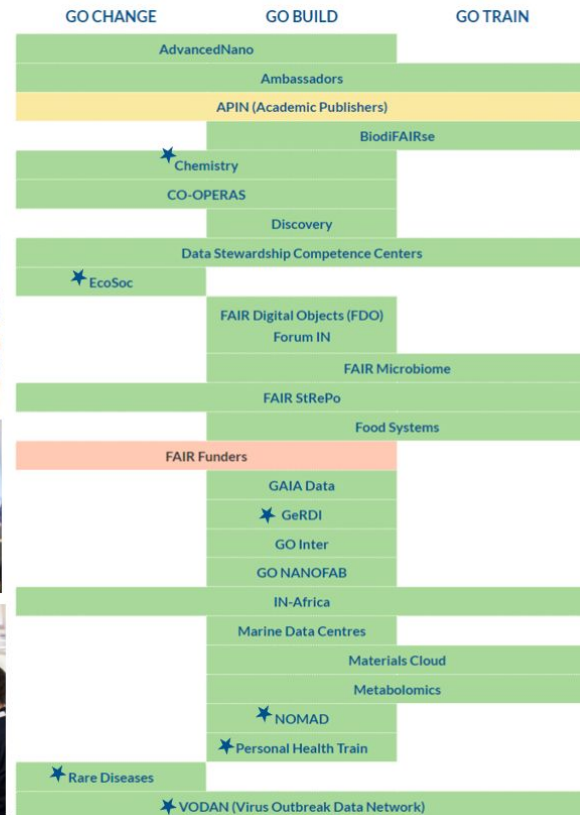 GO CHANGE GO BUILD GO TRAIN
AdvancedNano
Ambassadors
APIN (Academic Publishers)
BiodiFAIRse
Chemistry
CO-OPERAS
Discovery
Data Stewardship Competence Centers
EcoSoc
FAIR Digital Objects (FDO)
Forum IN
FAIR Microbiome
FAIR StRePo
Food Systems
FAIR Funders
GAIA Data
GeRDI
GO Inter
GO NANOFAB
IN-Africa
Marine Data Centres
Materials Cloud
Metabolomics
NOMAD
Personal Health Train
Rare Diseases
VODAN (Virus Outbreak Data Network)